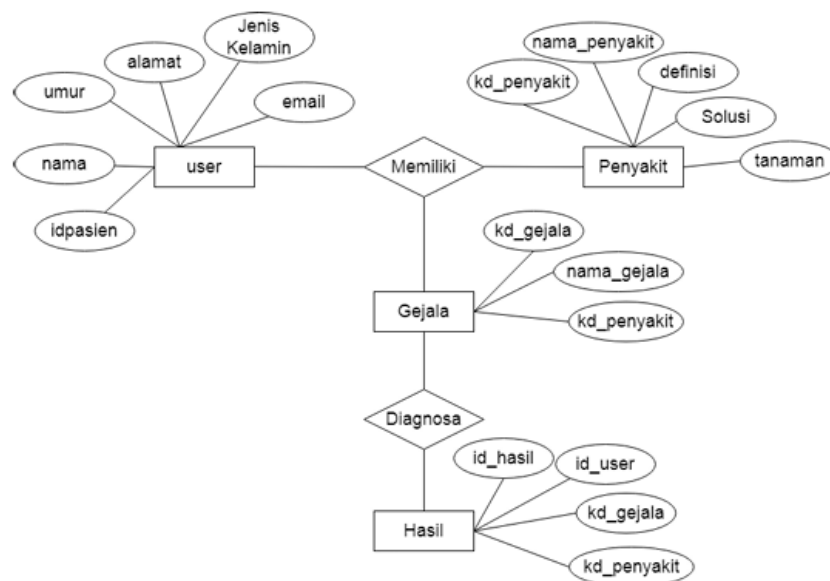 Jenis
Kelamin
alamat
umur
email
nama
user
idpasien
Memiliki
nama_penyakit
kd_penyakit
definisi
Solusi
Penyakit
tanaman
kd_gejala
nama_gejala
Gejala
kd_penyakit
Diagnosa
id_hasil
id_user
kd_gejala
Hasil
kd_penyakit